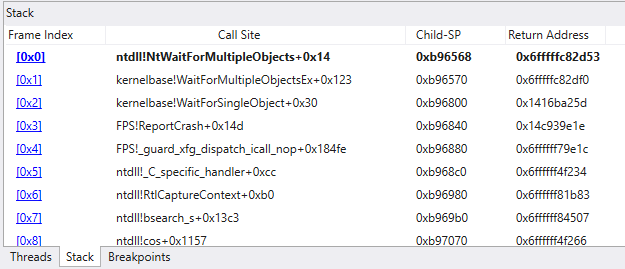 Stack
Frame Index Call Site Child-SP Return Address
[0x0] ntdll!NtWaitForMultipleObjects+0x14 0xb96568 0x6fffffc82d53
[0x1] kernelbase!WaitForMultipleObjectsEx+0x123 0xb96570 0x6fffffc82df0
[0x2] kernelbase!WaitForSingleObject+0x30 0xb96800 0x1416ba25d
[0x3] FPS!ReportCrash+0x14d 0xb96840 0x14c939e1e
[0x4] FPS!_guard_xfg_dispatch_icall_nop+0x184fe 0xb96880 0x6ffffff79e1c
[0x5] ntdll!_C_specific_handler+0xcc 0xb968c0 0x6ffffff4f234
[0x6] ntdll!RtlCaptureContext+0xb0 0xb96980 0x6ffffff81b83
[0x7] ntdll!bsearch_s+0x13c3 0xb969b0 0x6ffffff84507
[0x8] ntdll!cos+0x1157 0xb97070 0x6ffffff4f266
Threads Stack Breakpoints